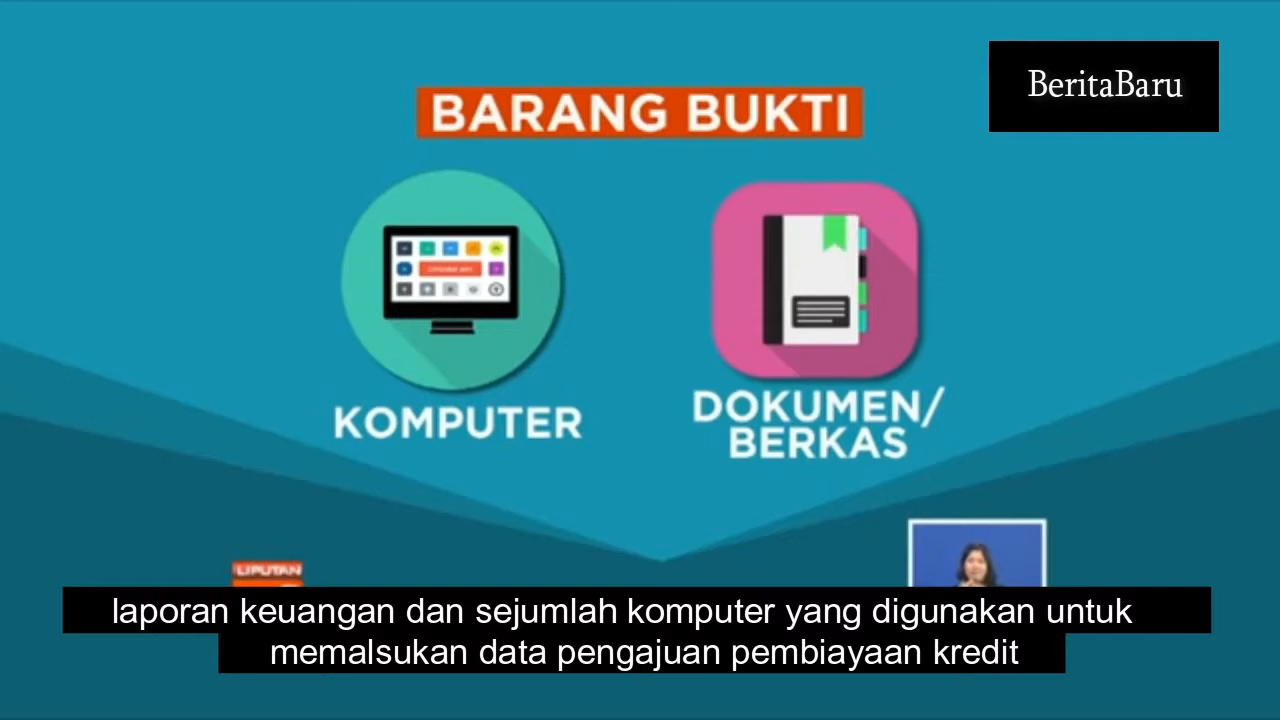 BeritaBaru
BARANG BUKTI
KOMPUTER
DOKUMEN/
BERKAS
LIPUTAN
laporan keuangan dan sejumlah komputer yang digunakan untuk
memalsukan data pengajuan pembiayaan kredit